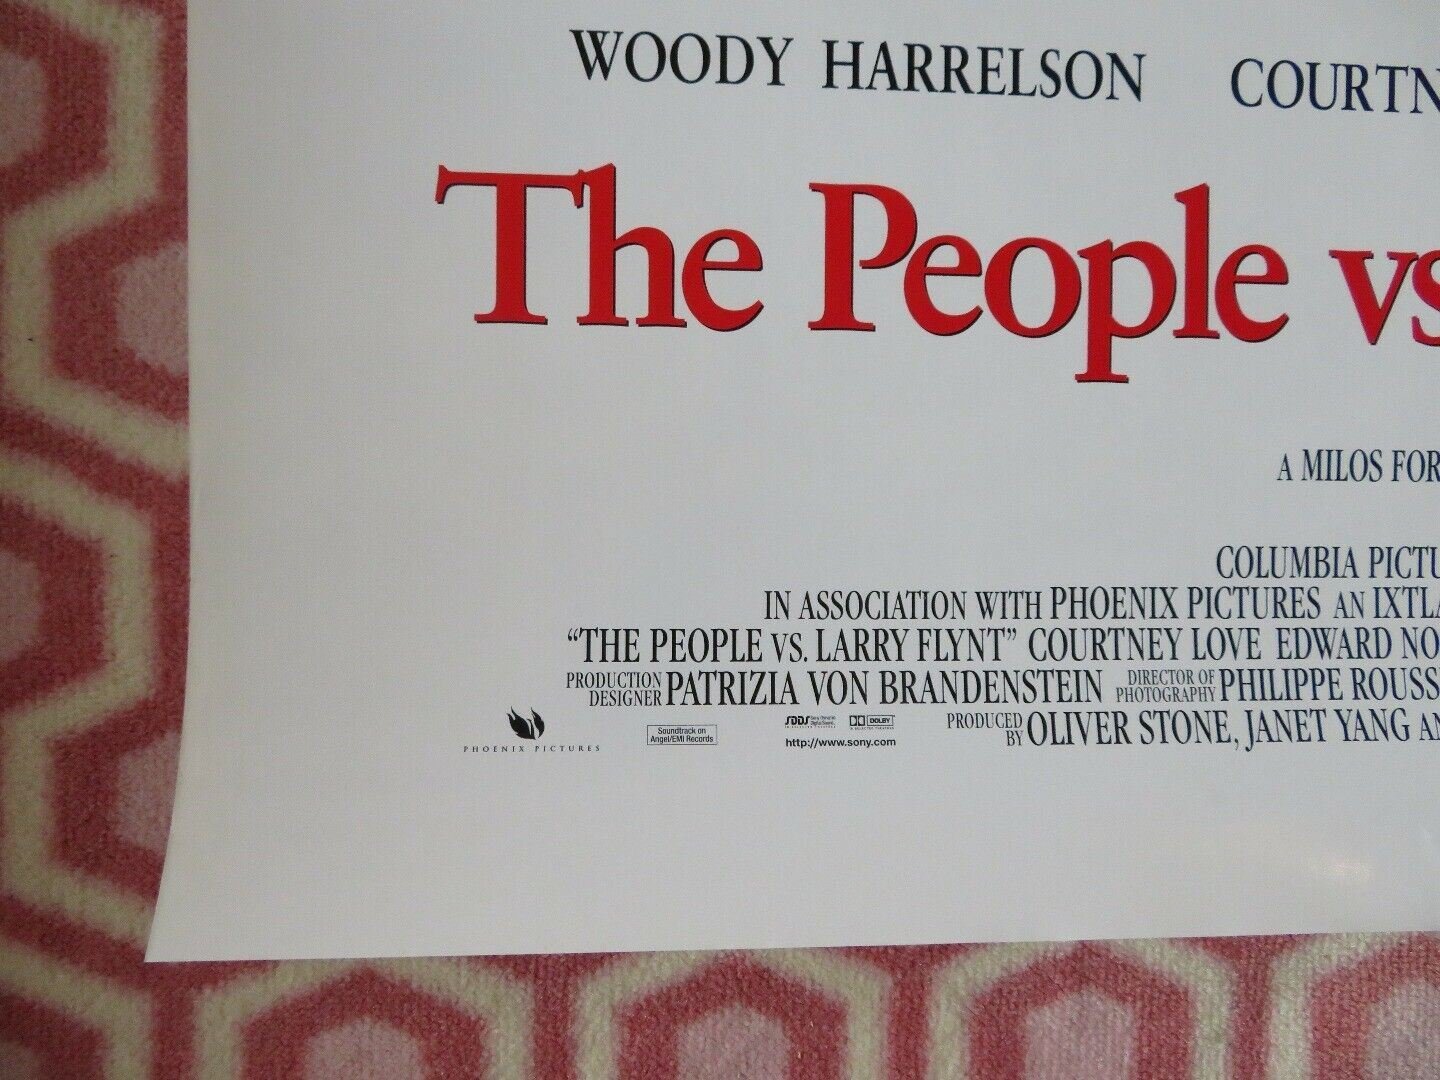 WOODY HARRELSON COURTN
The People vs
A MILOS FOR
COLUMBIA PICTU
IN ASSOCIATION WITH PHOENIX PICTURES AN IXTLA
"THE PEOPLE VS. LARRY FLYNT" COURTNEY LOVE EDWARD NO
PRODUCTION DESIGNER PATRIZIA VON BRANDENSTEIN DIRECTOR OF PHOTOGRAPHY PHILIPPE ROUSS
PRODUCED BY OLIVER STONE, JANET YANG AN
PHOENIX PICTURES
Soundtrack on
Angel/EMI Records
SDDS
DOLBY
http://www.sony.com